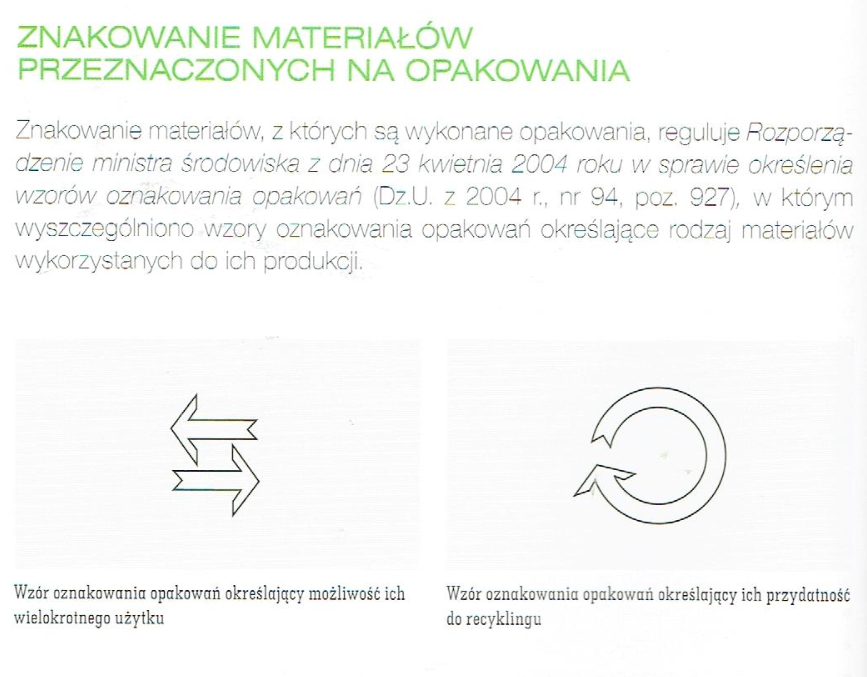 ZNAKOWANIE MATERIAŁÓW
PRZEZNACZONYCH NA OPAKOWANIA
Znakowanie materiałów, z których są wykonane opakowania, reguluje Rozporzą-
dzenie ministra środowiska z dnia 23 kwietnia 2004 roku w sprawie określenia
wzorów oznakowania opakowań (Dz.U. z 2004 r., nr 94, poz. 927), w którym
wyszczególniono wzory oznakowania opakowań określające rodzaj materiałów
wykorzystanych do ich produkcji.
Wzór oznakowania opakowań określający możliwość ich
wielokrotnego użytku
Wzór oznakowania opakowań określający ich przydatność
do recyklingu